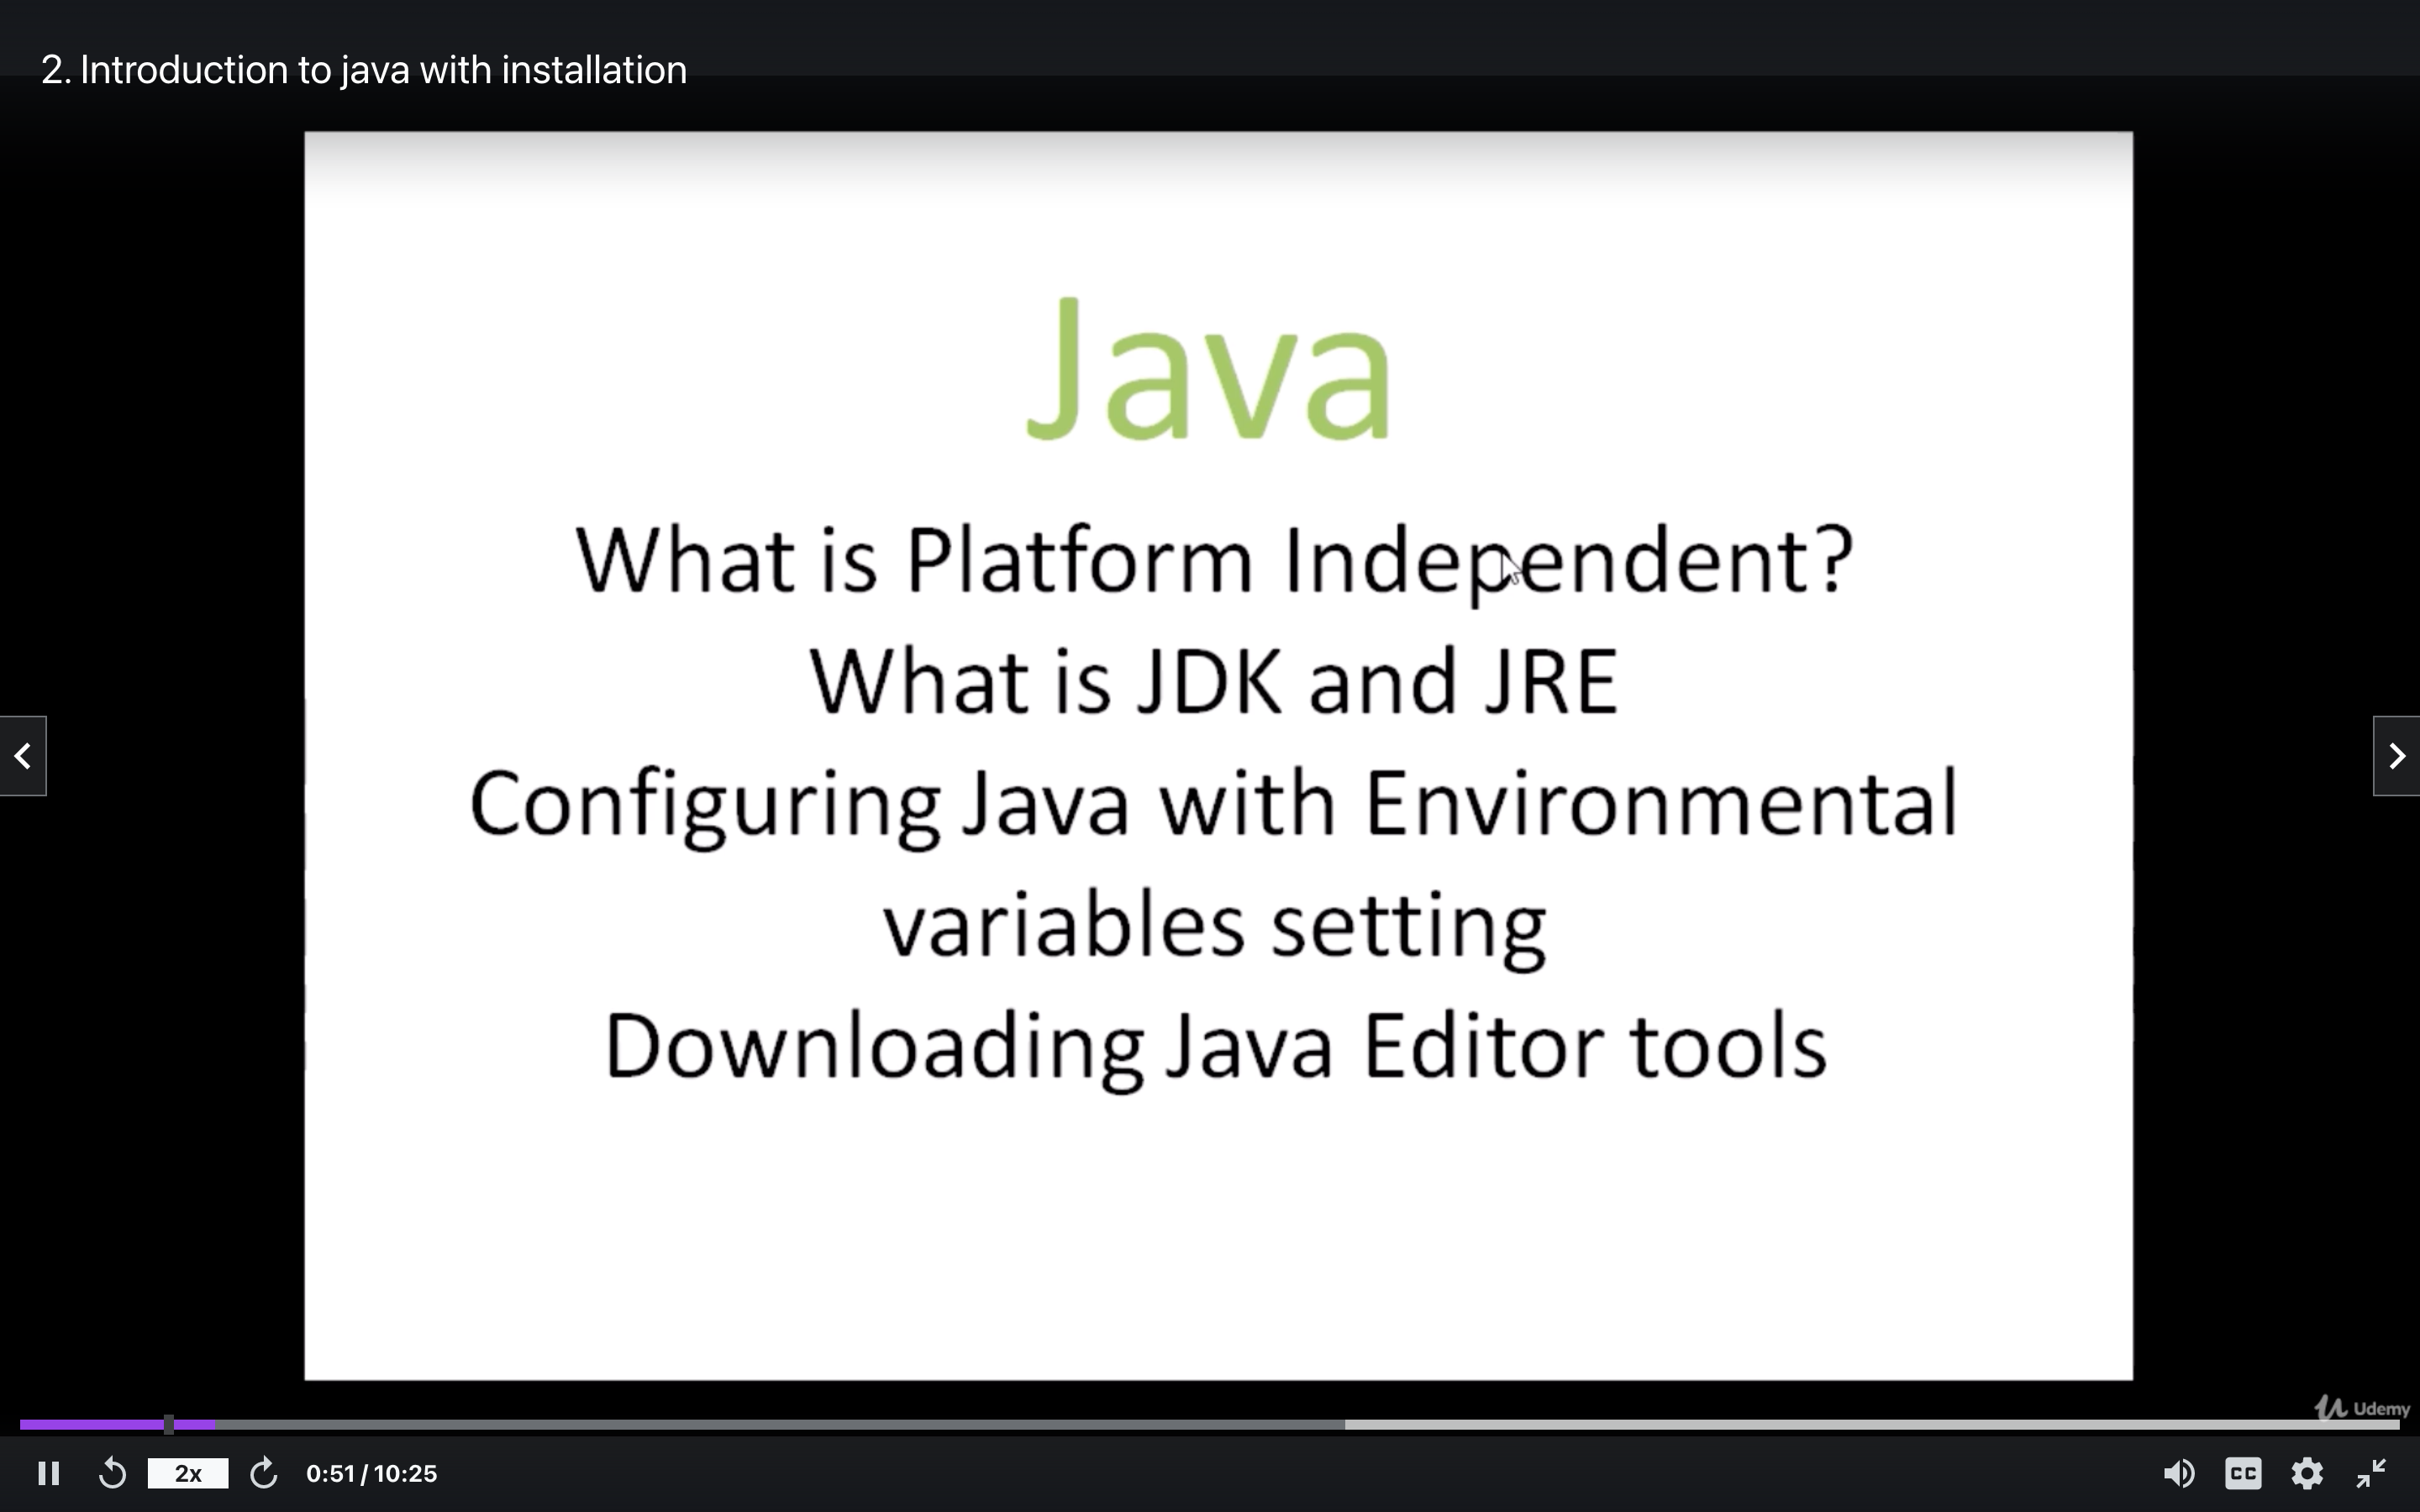 2. Introduction to java with installation
Java
What is Platform Independent?
What is JDK and JRE
Configuring Java with Environmental
variables setting
Downloading Java Editor tools
Udemy
2x
0:51 / 10:25
CC